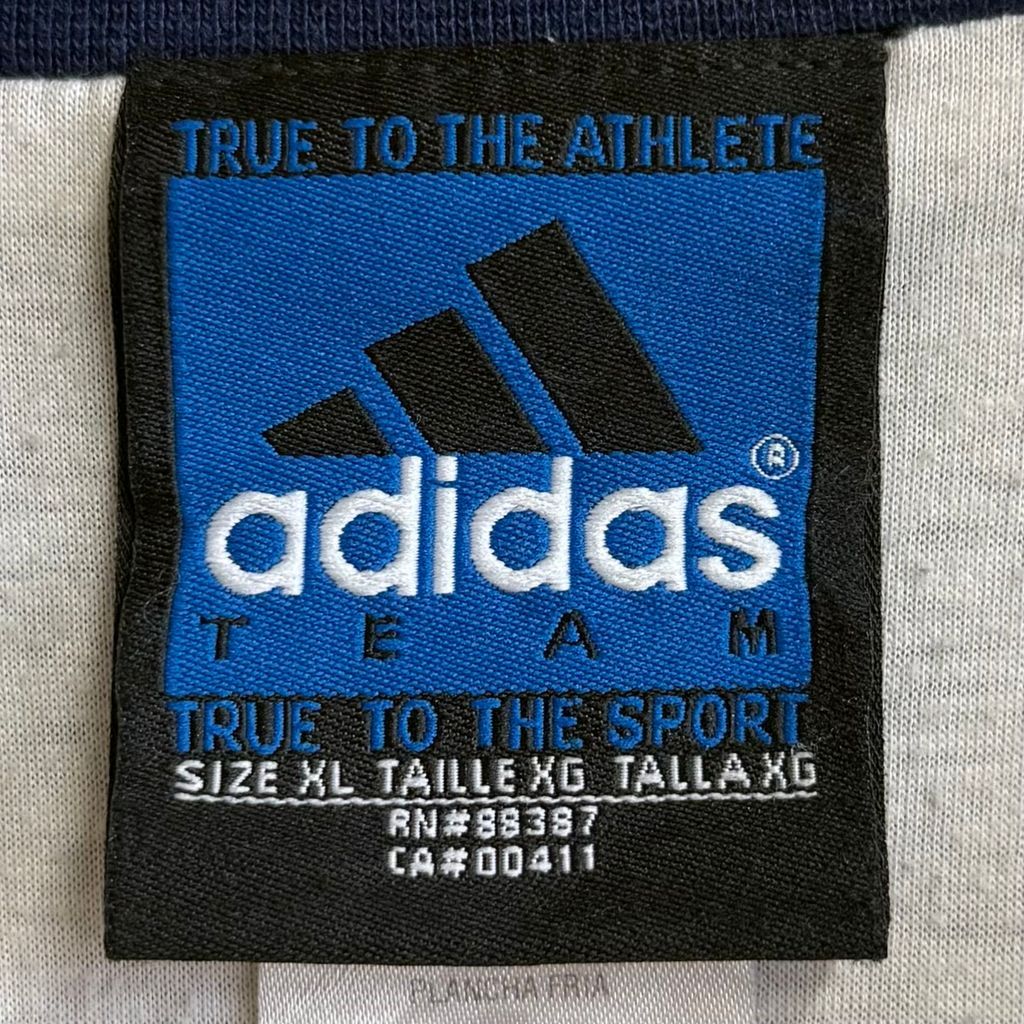 TRUE TO THE ATHLETE
adidas®
TEAM
TRUE TO THE SPORT
SIZE XL TAILLE XG TALLA XG
RN#88387
CA#00411
PLANCHA FRIA